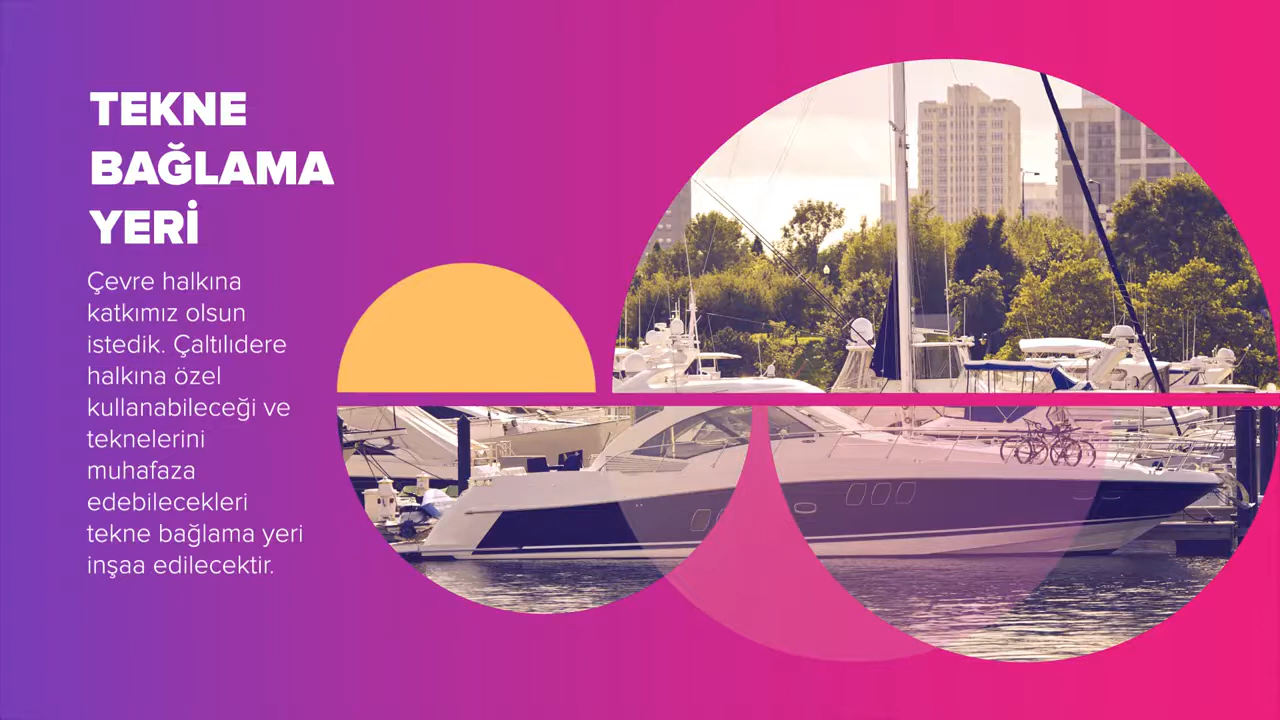 TEKNE
BAĞLAMA
YERİ
Çevre halkına
katkımız olsun
istedik. Çaltılıdere
halkına özel
kullanabileceği ve
teknelerini
muhafaza
edebilecekleri
tekne bağlama yeri
inşaa edilecektir.